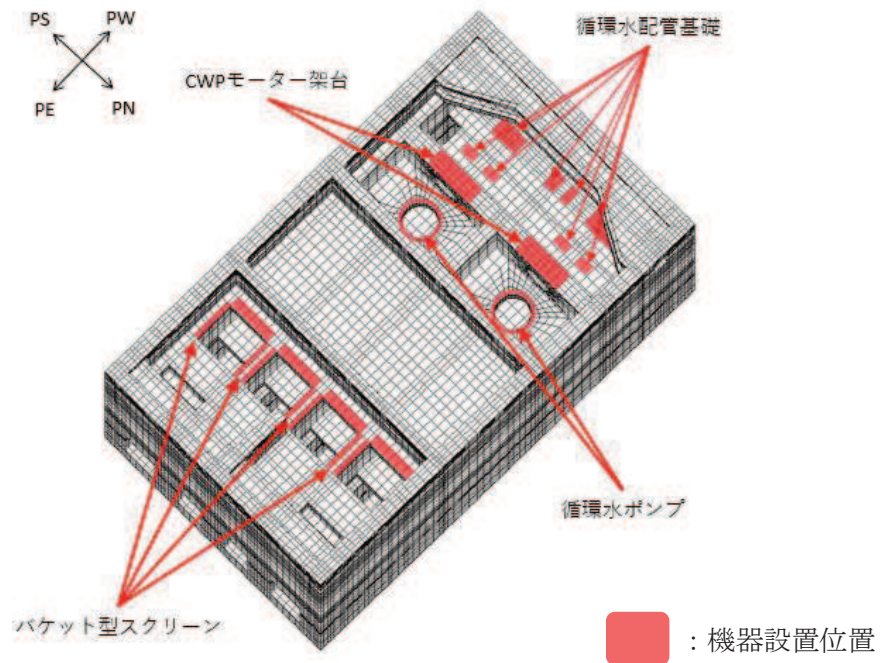 PS PW
PE PN
循環水配管基礎
CWPモーター架台
循環水ポンプ
バケット型スクリーン
：機器設置位置